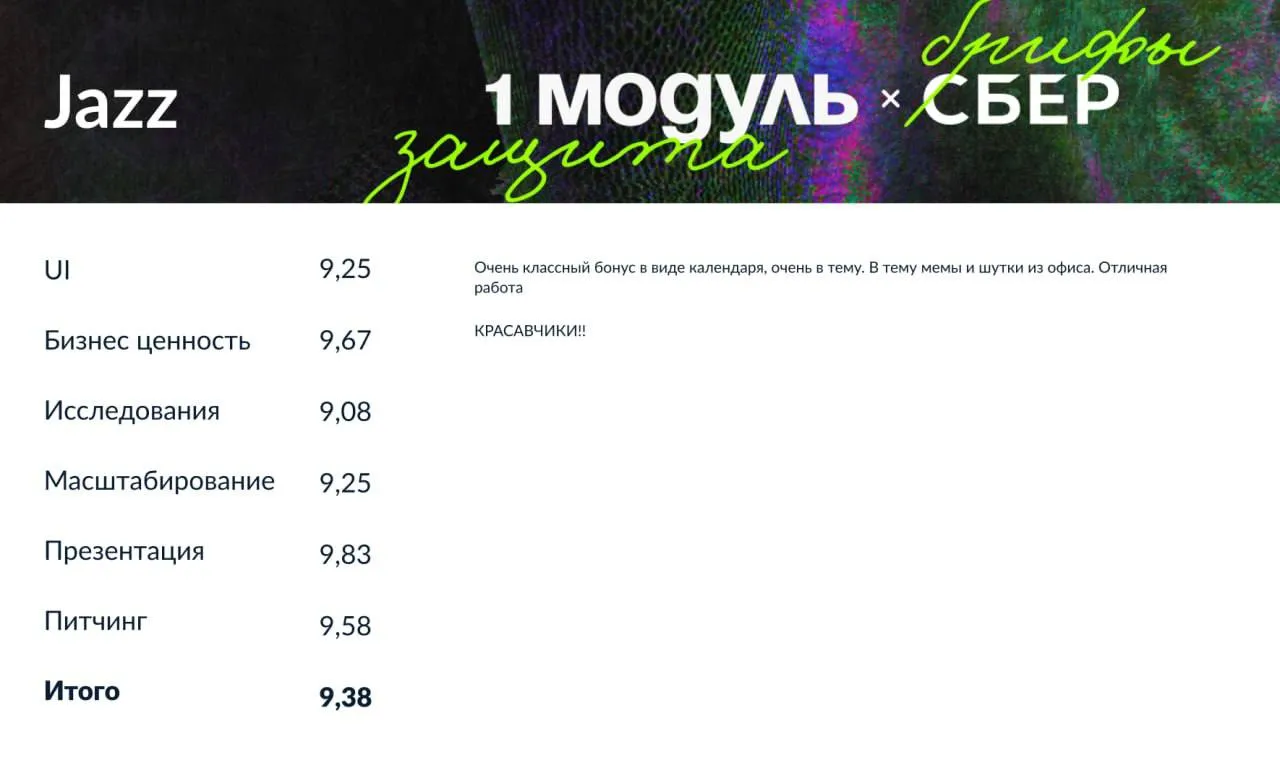 Jazz
брифы
1 модуль × СБЕР
защита
UI 9,25
Бизнес ценность 9,67
Исследования 9,08
Масштабирование 9,25
Презентация 9,83
Питчинг 9,58
Итого 9,38
Очень классный бонус в виде календаря, очень в тему. В тему мемы и шутки из офиса. Отличная
работа
КРАСАВЧИКИ!!